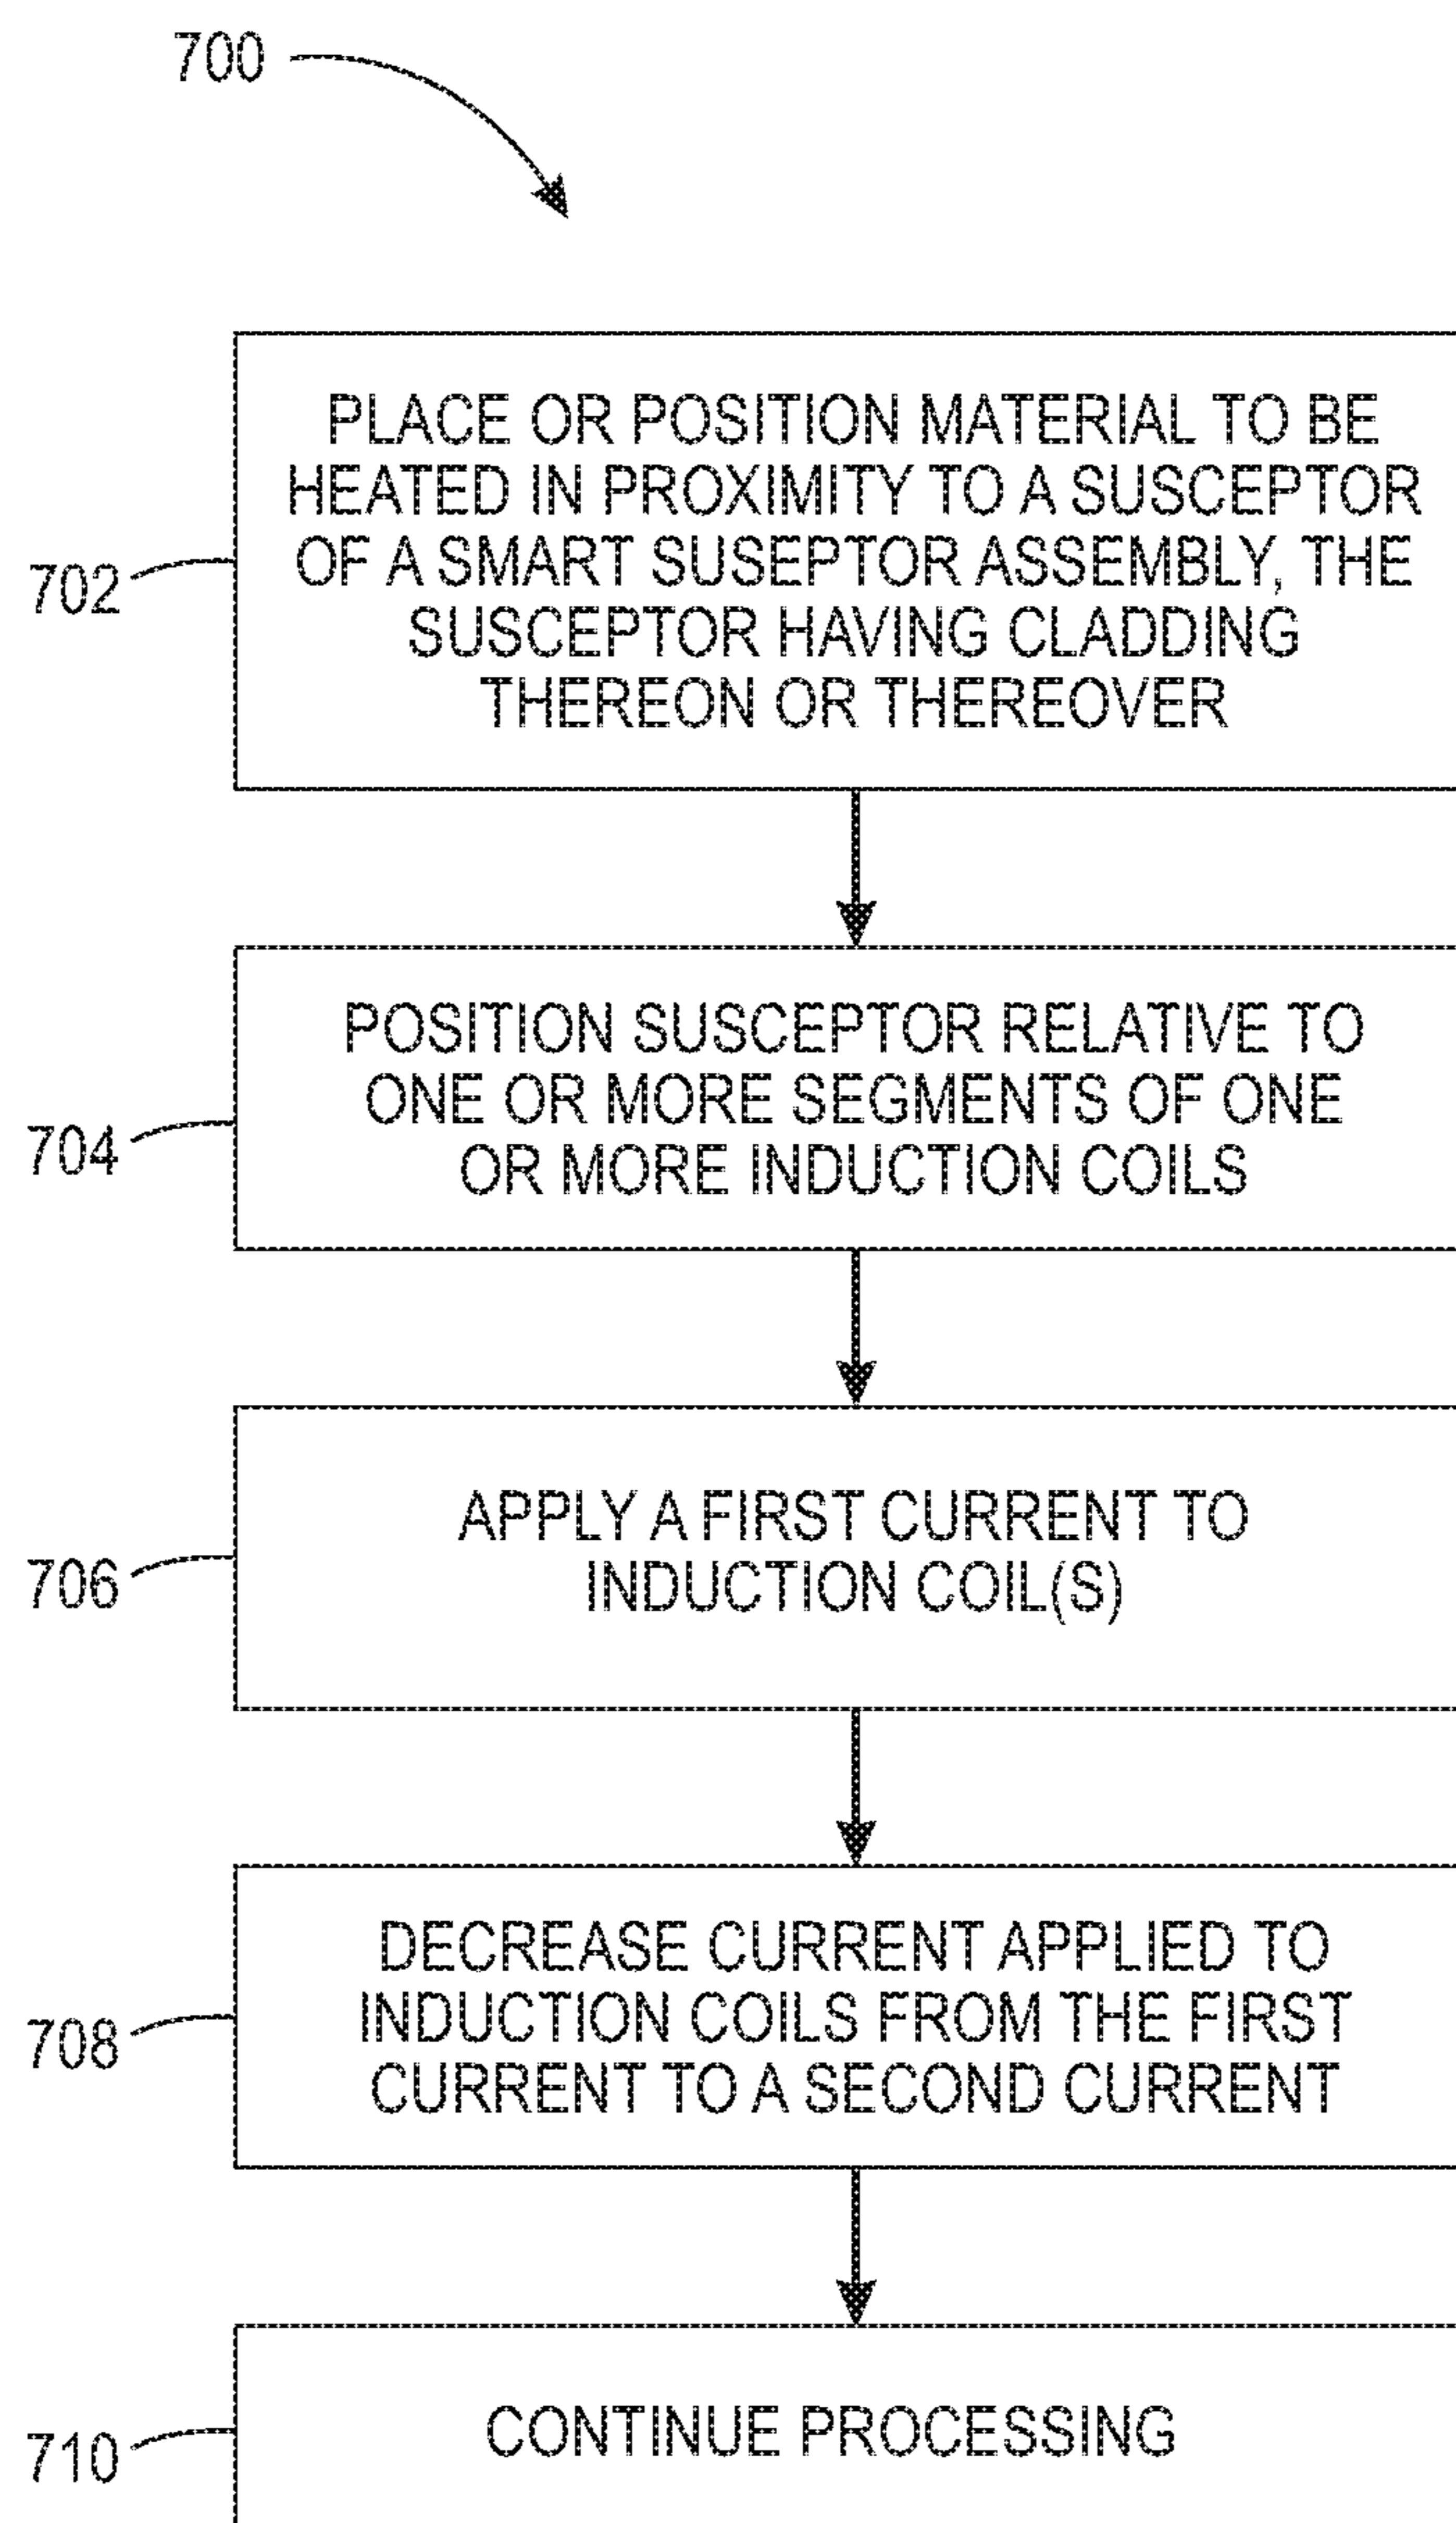 700
PLACE OR POSITION MATERIAL TO BE
HEATED IN PROXIMITY TO A SUSCEPTOR
OF A SMART SUSEPTOR ASSEMBLY, THE
SUSCEPTOR HAVING CLADDING
THEREON OR THEREOVER
702
POSITION SUSCEPTOR RELATIVE TO
ONE OR MORE SEGMENTS OF ONE
OR MORE INDUCTION COILS
704
APPLY A FIRST CURRENT TO
INDUCTION COIL(S)
706
DECREASE CURRENT APPLIED TO
INDUCTION COILS FROM THE FIRST
CURRENT TO A SECOND CURRENT
708
CONTINUE PROCESSING
710